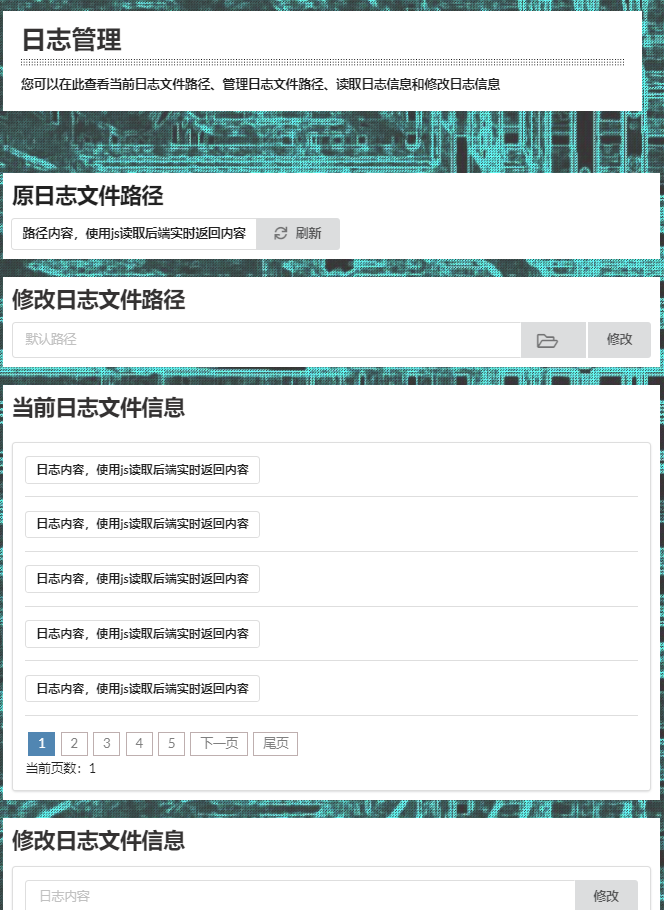 日志管理
您可以在此查看当前日志文件路径、管理日志文件路径、读取日志信息和修改日志信息
原日志文件路径
路径内容，使用js读取后端实时返回内容 刷新
修改日志文件路径
默认路径 修改
当前日志文件信息
日志内容，使用js读取后端实时返回内容
日志内容，使用js读取后端实时返回内容
日志内容，使用js读取后端实时返回内容
日志内容，使用js读取后端实时返回内容
日志内容，使用js读取后端实时返回内容
1 2 3 4 5 下一页 尾页
当前页数：1
修改日志文件信息
日志内容 修改